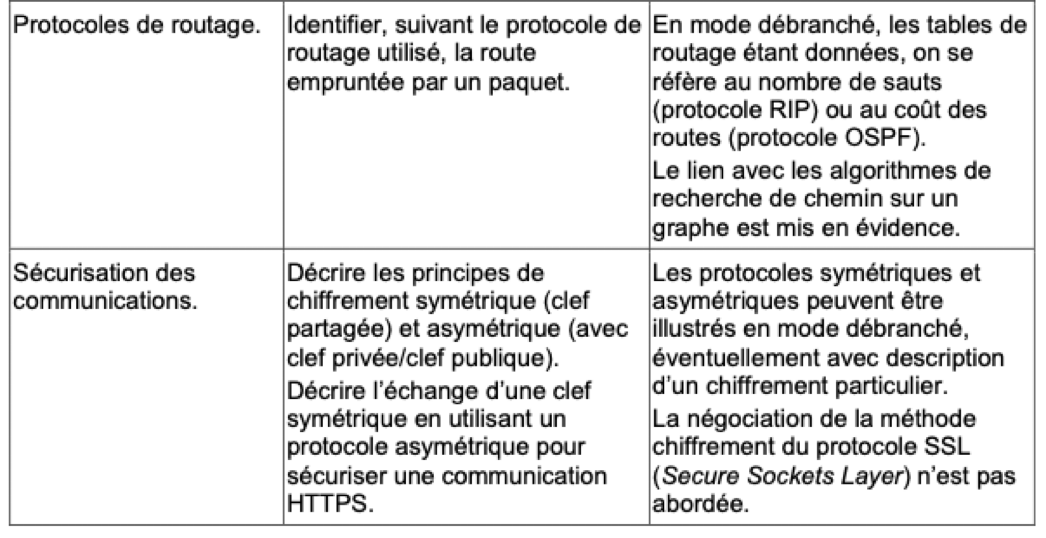 Protocoles de routage.
Identifier, suivant le protocole de
routage utilisé, la route
empruntée par un paquet.
En mode débranché, les tables de
routage étant données, on se
réfère au nombre de sauts
(protocole RIP) ou au coût des
routes (protocole OSPF).
Le lien avec les algorithmes de
recherche de chemin sur un
graphe est mis en évidence.
Sécurisation des
communications.
Décrire les principes de
chiffrement symétrique (clef
partagée) et asymétrique (avec
clef privée/clef publique).
Décrire l’échange d’une clef
symétrique en utilisant un
protocole asymétrique pour
sécuriser une communication
HTTPS.
Les protocoles symétriques et
asymétriques peuvent être
illustrés en mode débranché,
éventuellement avec description
d’un chiffrement particulier.
La négociation de la méthode
chiffrement du protocole SSL
(Secure Sockets Layer) n’est pas
abordée.